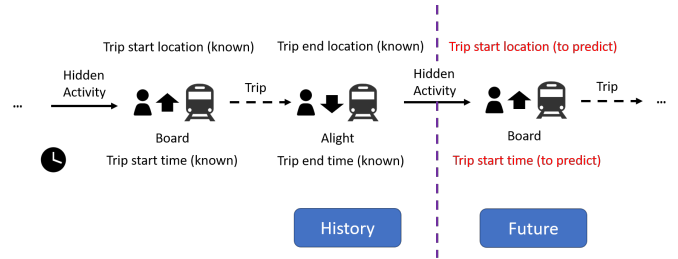 Trip start location (known)
Trip end location (known)
Trip start location (to predict)
Hidden
Activity
Trip
Hidden
Activity
Trip
...
...
Board
Alight
Board
Trip start time (known)
Trip end time (known)
Trip start time (to predict)
History
Future